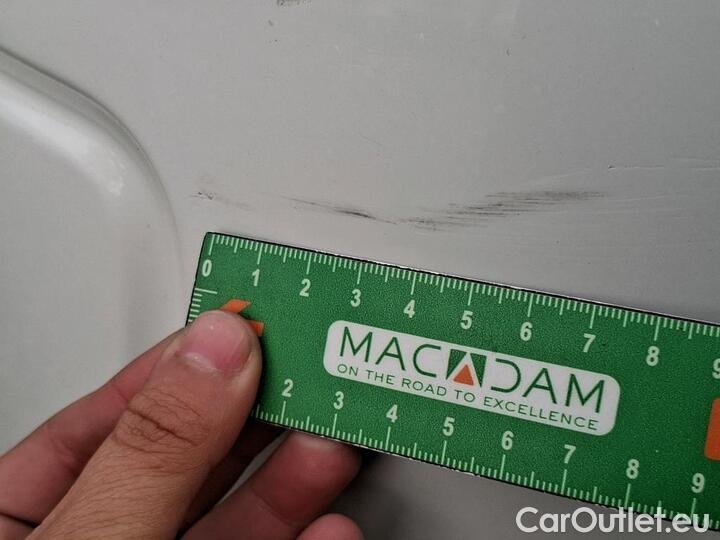 0 1 2 3 4 5 6 7 8 9
MACADAM
ON THE ROAD TO EXCELLENCE
2 3 4 5 6 7 8 9
CarOutlet.eu